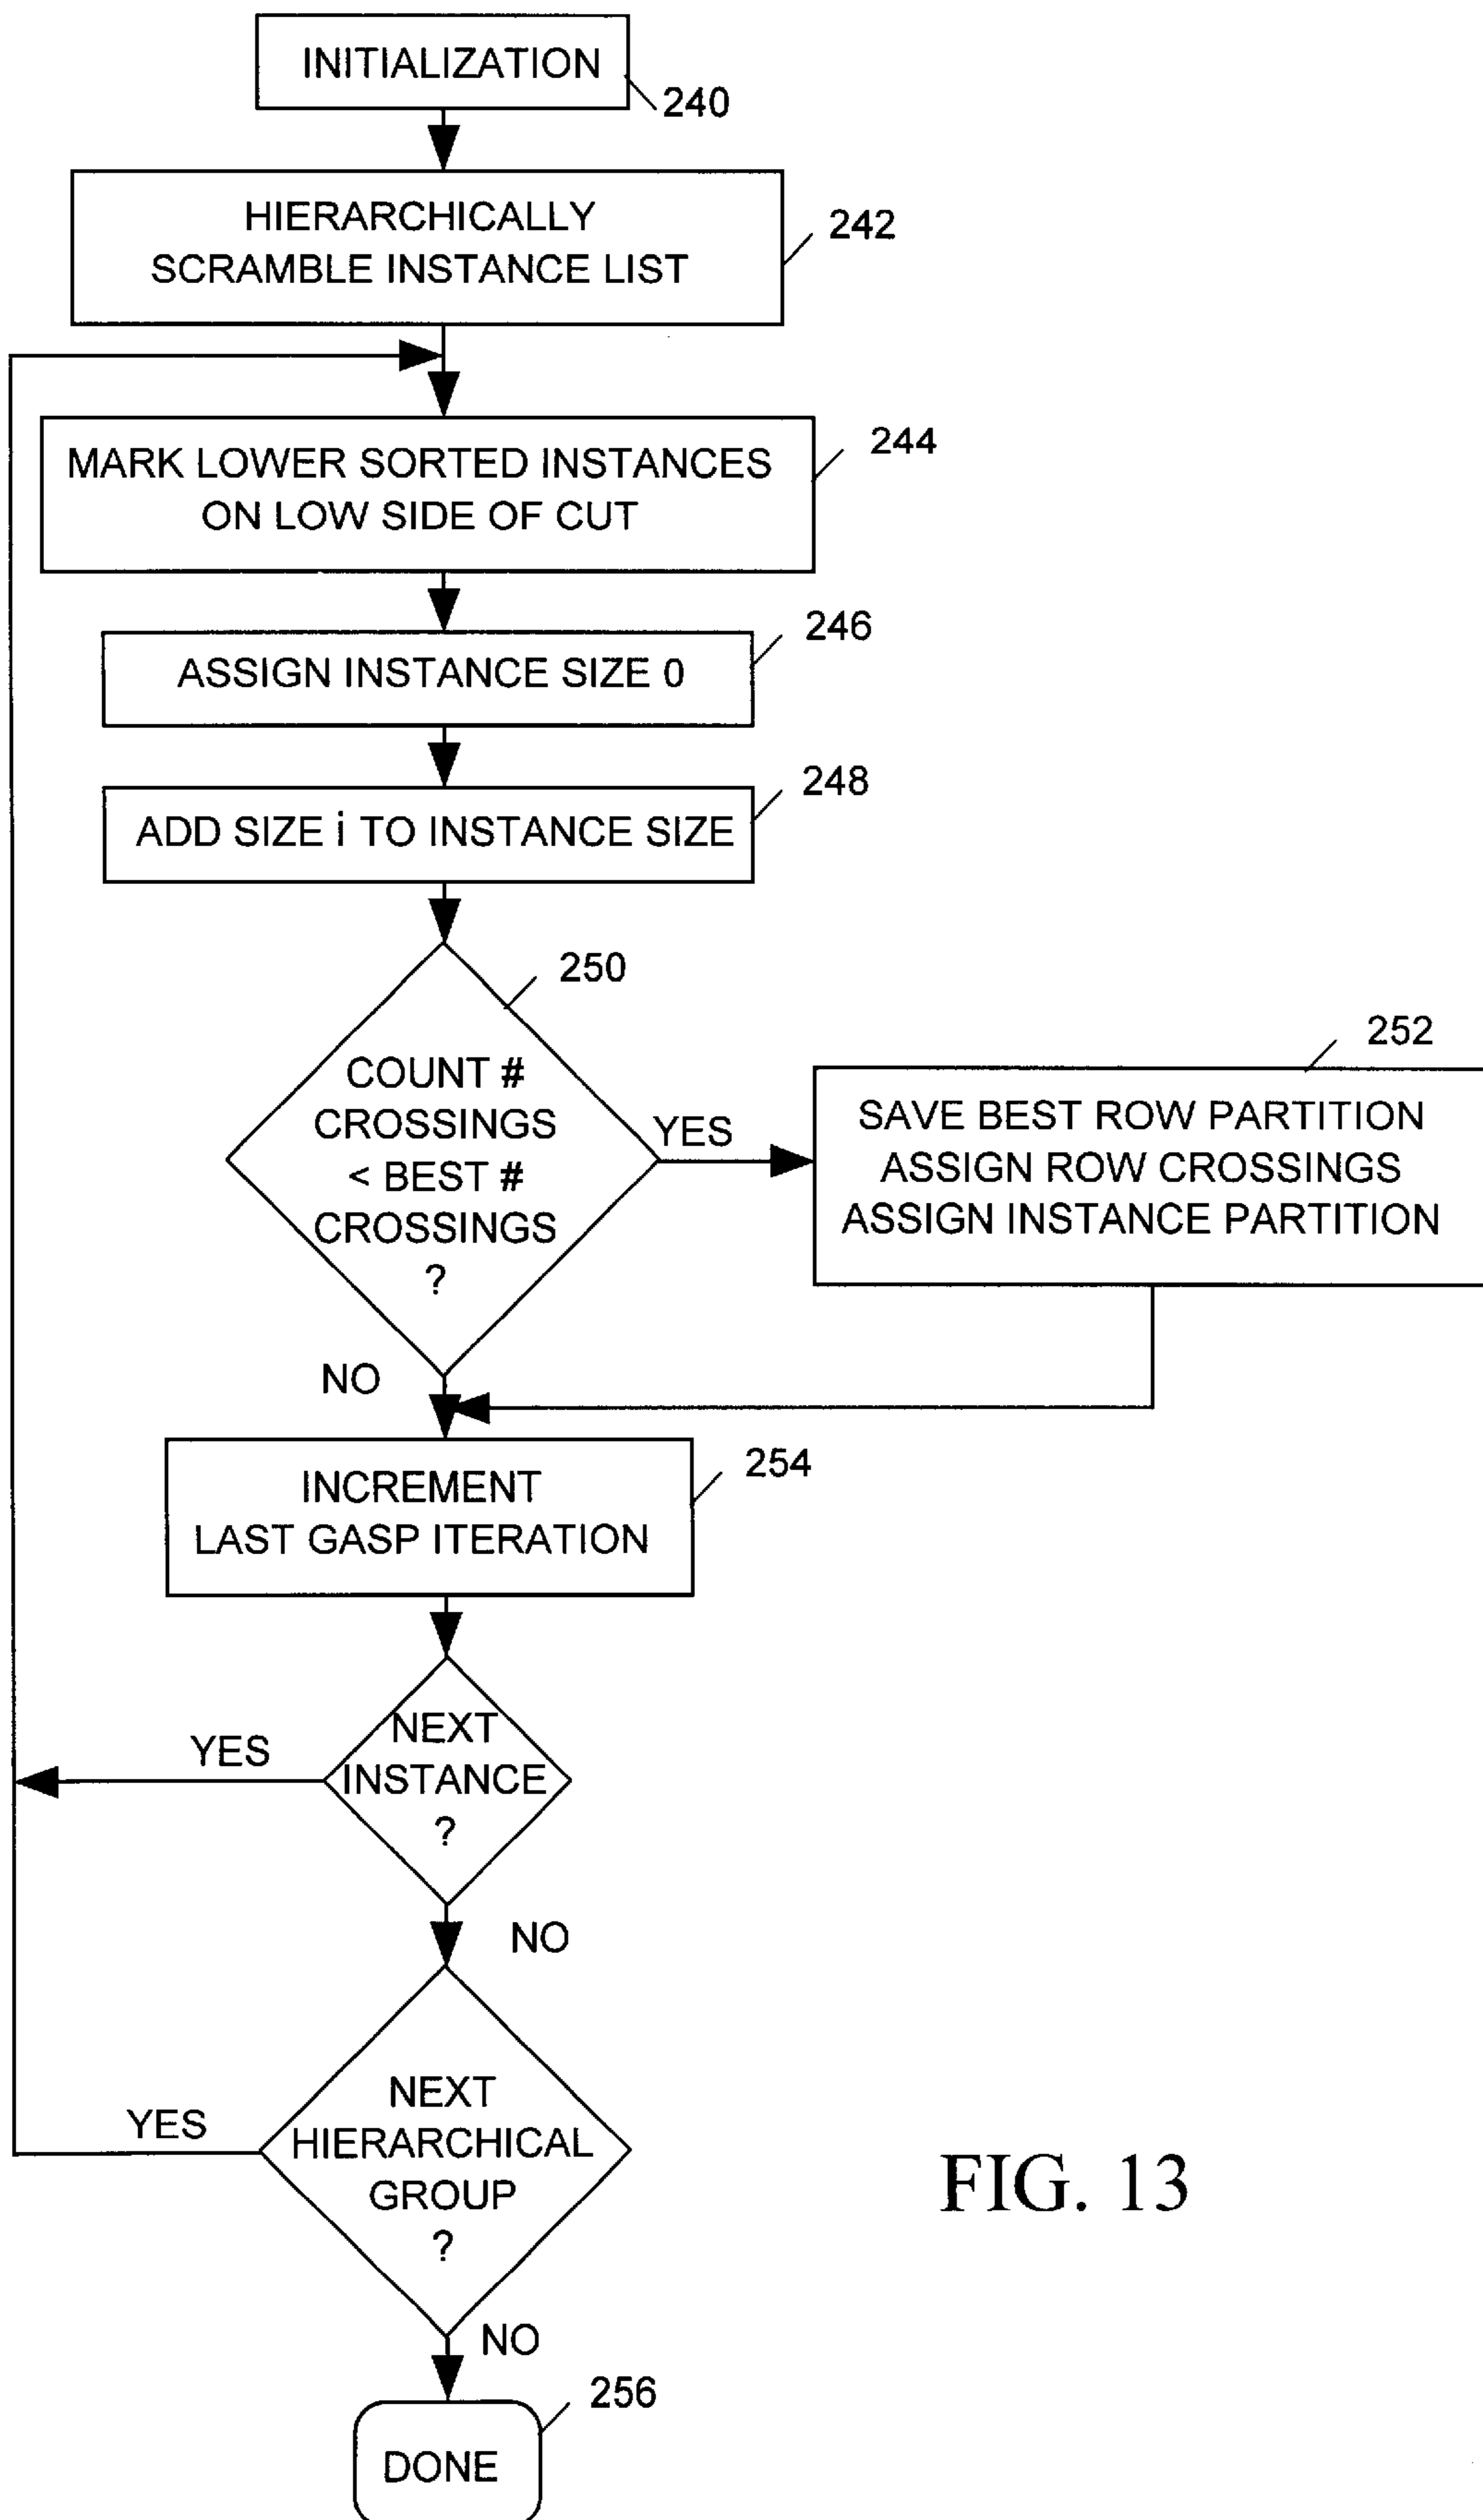 INITIALIZATION
240
HIERARCHICALLY
SCRAMBLE INSTANCE LIST
242
MARK LOWER SORTED INSTANCES
ON LOW SIDE OF CUT
244
ASSIGN INSTANCE SIZE 0
246
ADD SIZE i TO INSTANCE SIZE
248
250
COUNT #
CROSSINGS
< BEST #
CROSSINGS
?
YES
252
SAVE BEST ROW PARTITION
ASSIGN ROW CROSSINGS
ASSIGN INSTANCE PARTITION
NO
INCREMENT
LAST GASP ITERATION
254
NEXT
INSTANCE
?
YES
NO
NEXT
HIERARCHICAL
GROUP
?
YES
NO
256
DONE
FIG. 13